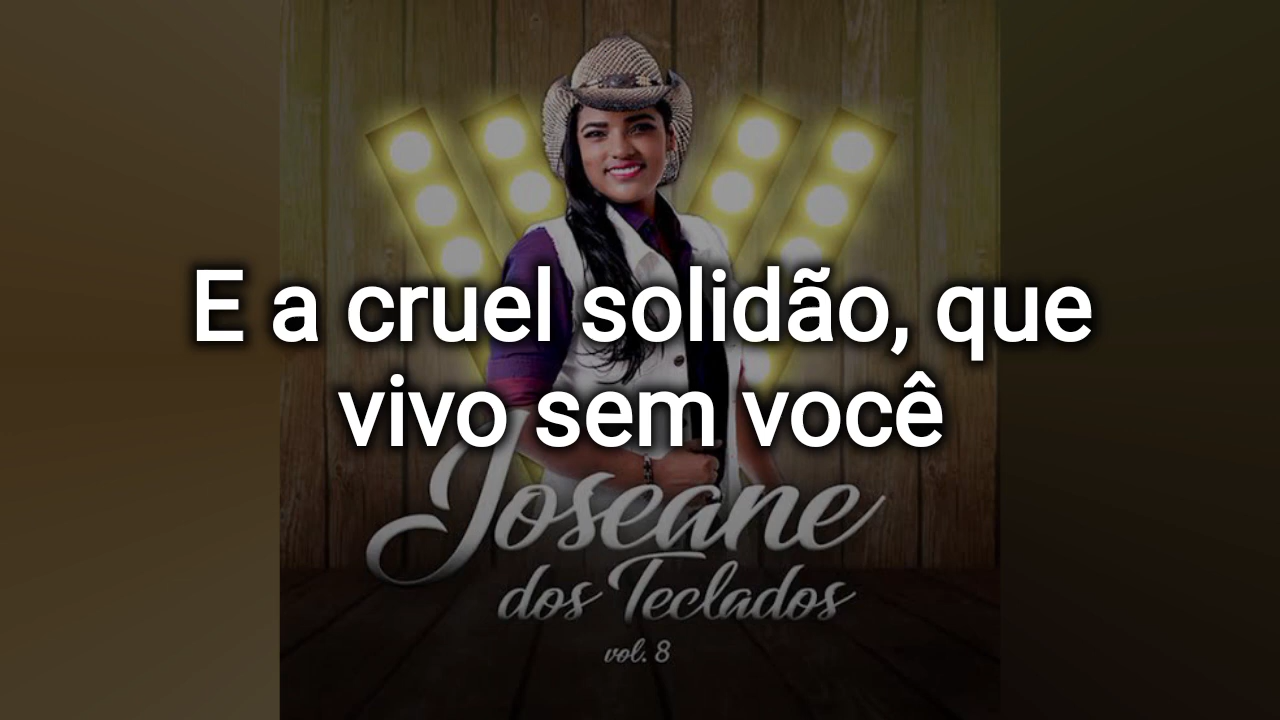 E a cruel solidão, que
vivo sem você
Joseane
dos Teclados
vol. 8